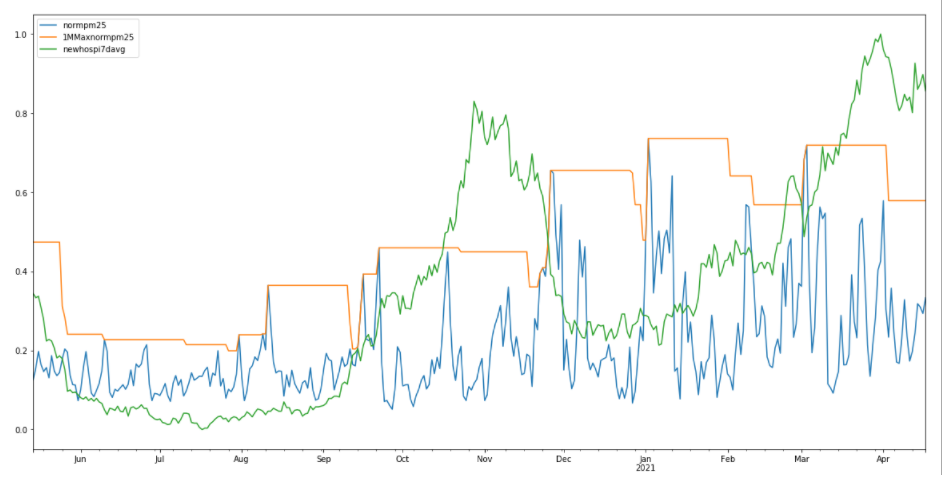 normpm25
1MMaxnormpm25
newhospi7davg
1.0
0.8
0.6
0.4
0.2
0.0
Jun Jul Aug Sep Oct Nov Dec Jan Feb Mar Apr
2021